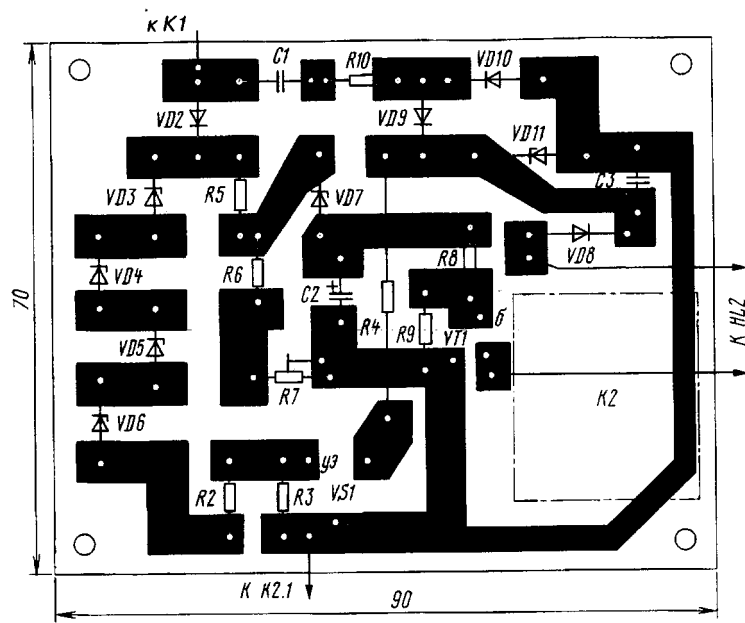 к К1
C1
R10
VD10
VD2
VD9
VD11
VD3
R5
VD7
C3
VD4
R6
R8
VD8
70
+
C2
R4
R9
б
К HL2
VD5
VT1
R7
К2
VD6
уэ
R2
R3
VS1
К К2.1
90